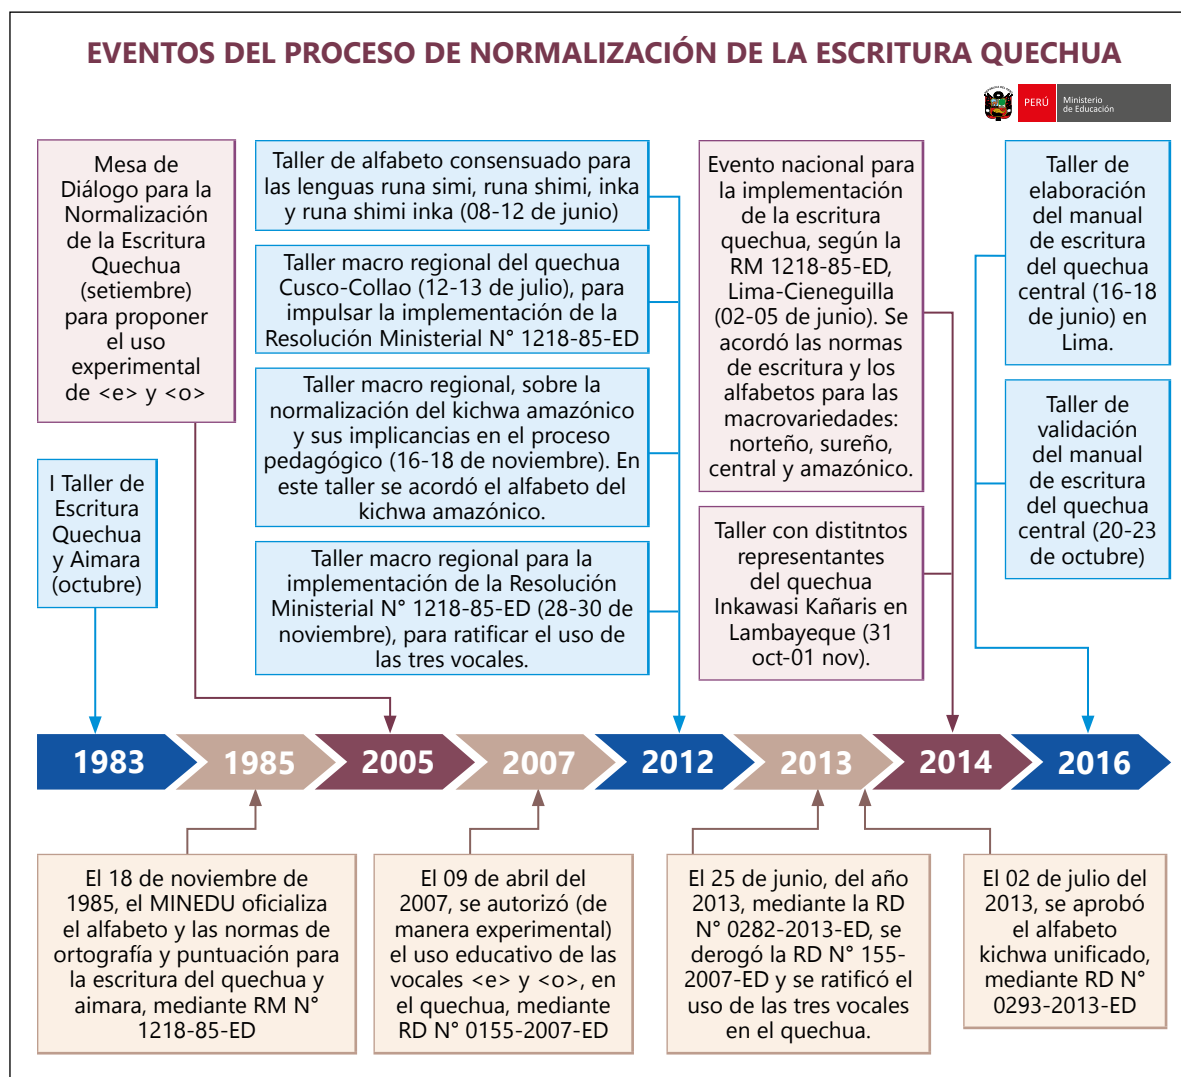 EVENTOS DEL PROCESO DE NORMALIZACIÓN DE LA ESCRITURA QUECHUA
PERÚ
Ministerio
de Educación
Mesa de
Diálogo para la
Normalización
de la Escritura
Quechua
(setiembre)
para proponer
el uso
experimental
de <e> y <o>
Taller de alfabeto consensuado para
las lenguas runa simi, runa shimi, inka
y runa shimi inka (08-12 de junio)
Taller macro regional del quechua
Cusco-Collao (12-13 de julio), para
impulsar la implementación de la
Resolución Ministerial N° 1218-85-ED
Taller macro regional, sobre la
normalización del kichwa amazónico
y sus implicancias en el proceso
pedagógico (16-18 de noviembre). En
este taller se acordó el alfabeto del
kichwa amazónico.
Taller macro regional para la
implementación de la Resolución
Ministerial N° 1218-85-ED (28-30 de
noviembre), para ratificar el uso de
las tres vocales.
Evento nacional para
la implementación
de la escritura
quechua, según la
RM 1218-85-ED,
Lima-Cieneguilla
(02-05 de junio). Se
acordó las normas
de escritura y los
alfabetos para las
macrovariedades:
norteño, sureño,
central y amazónico.
Taller con distitntos
representantes
del quechua
Inkawasi Kañaris en
Lambayeque (31
oct-01 nov).
Taller de
elaboración
del manual
de escritura
del quechua
central (16-18
de junio) en
Lima.
Taller de
validación
del manual
de escritura
del quechua
central (20-23
de octubre)
I Taller de
Escritura
Quechua
y Aimara
(octubre)
1983
1985
2005
2007
2012
2013
2014
2016
El 18 de noviembre de
1985, el MINEDU oficializa
el alfabeto y las normas de
ortografía y puntuación para
la escritura del quechua y
aimara, mediante RM N°
1218-85-ED
El 09 de abril del
2007, se autorizó (de
manera experimental)
el uso educativo de las
vocales <e> y <o>, en
el quechua, mediante
RD N° 0155-2007-ED
El 25 de junio, del año
2013, mediante la RD
N° 0282-2013-ED, se
derogó la RD N° 155-
2007-ED y se ratificó el
uso de las tres vocales
en el quechua.
El 02 de julio del
2013, se aprobó
el alfabeto
kichwa unificado,
mediante RD N°
0293-2013-ED